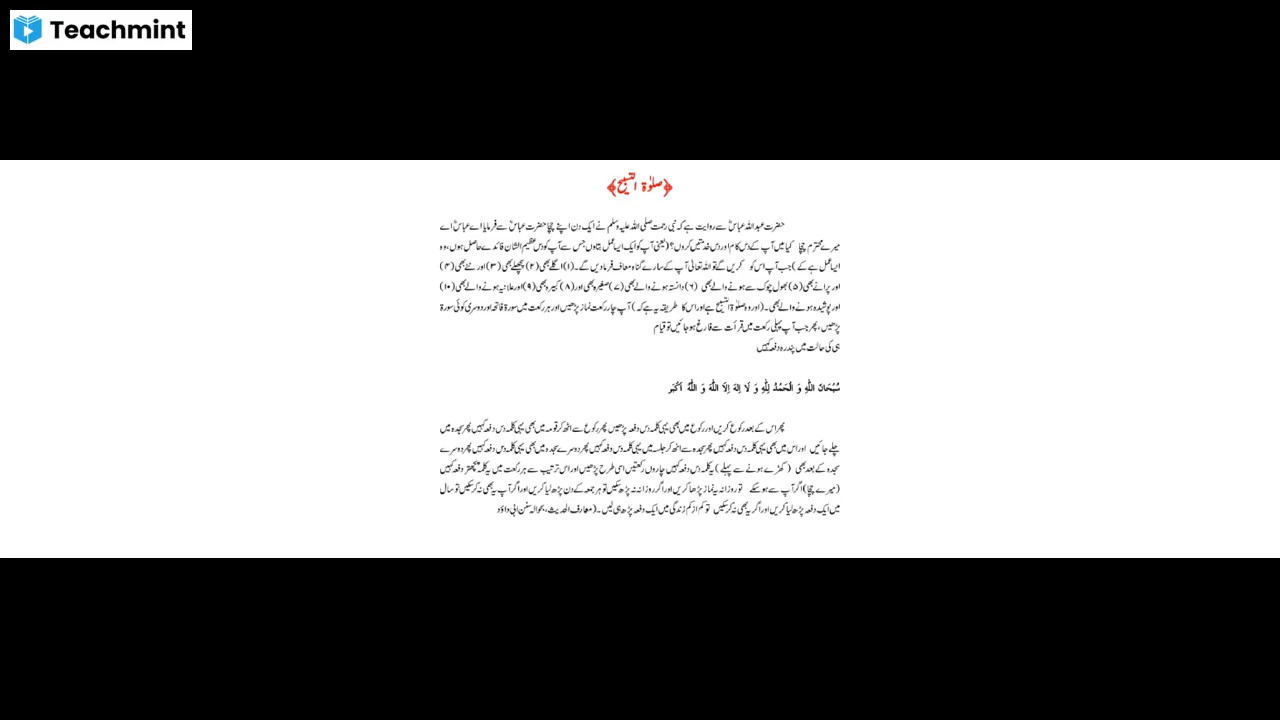 Teachmint
﴿صلوٰۃ التسبیح﴾
حضرت عبد اللہ عباسؓ سے روایت ہے کہ نبی رحمت صلی اللہ علیہ وسلم نے ایک دن اپنے چچا حضرت عباسؓ سے فرمایا اے عباسؓ اے
میرے محترم چچا کیا میں آپ کے دس کام اور دس خدمتیں کروں؟ (یعنی آپ کو ایک ایسا عمل بتاوں جس سے آپ کو دس عظیم الشان فائدے حاصل ہوں، وہ
ایسا عمل ہے کے) جب آپ اس کو کریں گے تو اللہ تعالٰی آپ کے سارے گناہ معاف فرمادیں گے۔ (۱) اگلے بھی (۲) پچھلے بھی (۳) اور نئے بھی (۴)
اور پرانے بھی (۵) بھول چوک سے ہونے والے بھی (۶) دانستہ ہونے والے بھی (۷) صغیرہ بھی اور (۸) کبیرہ بھی (۹) اور علانیہ ہونے والے بھی (۱۰)
اور پوشیدہ ہونے والے بھی۔ (اور وہ صلوٰۃ التسبیح ہے اور اس کا طریقہ یہ ہے کہ) آپ چار رکعت نماز پڑھیں اور ہر رکعت میں سورۃ فاتحہ اور دوسری کوئی سورۃ
پڑھیں، پھر جب آپ پہلی رکعت میں قرأت سے فارغ ہو جائیں تو قیام
ہی کی حالت میں پندرہ دفعہ کہیں
سُبْحَانَ اللّٰهِ وَ الْحَمْدُ لِلّٰهِ وَ لَا اِلٰهَ اِلَّا اللّٰهُ وَ اللّٰهُ اَكْبَر
پھر اس کے بعد رکوع کریں اور رکوع میں بھی یہی کلمہ دس دفعہ پڑھیں پھر رکوع سے اٹھ کر قومہ میں بھی یہی کلمہ دس دفعہ کہیں پھر سجدہ میں
چلے جائیں اور اس میں بھی یہی کلمہ دس دفعہ کہیں پھر سجدہ سے اٹھ کر جلسہ میں یہی کلمہ دس دفعہ کہیں پھر دوسرے سجدہ میں بھی یہی کلمہ دس دفعہ کہیں پھر دوسرے
سجدہ کے بعد بھی (کھڑے ہونے سے پہلے) یہ کلمہ دس دفعہ کہیں چاروں رکعتیں اسی طرح پڑھیں اور اس ترتیب سے ہر رکعت میں یہ کلمہ پچھتر دفعہ کہیں
(میرے چچا) اگر آپ سے ہو سکے تو روزانہ یہ نماز پڑھا کریں اور اگر روزانہ نہ پڑھ سکیں تو ہر جمعہ کے دن پڑھ لیا کریں اور اگر آپ یہ بھی نہ کر سکیں تو سال
میں ایک دفعہ پڑھ لیا کریں اور اگر یہ بھی نہ کر سکیں تو کم از کم زندگی میں ایک دفعہ پڑھ ہی لیں۔ (معارف الحدیث، بحوالہ سنن ابی داؤد